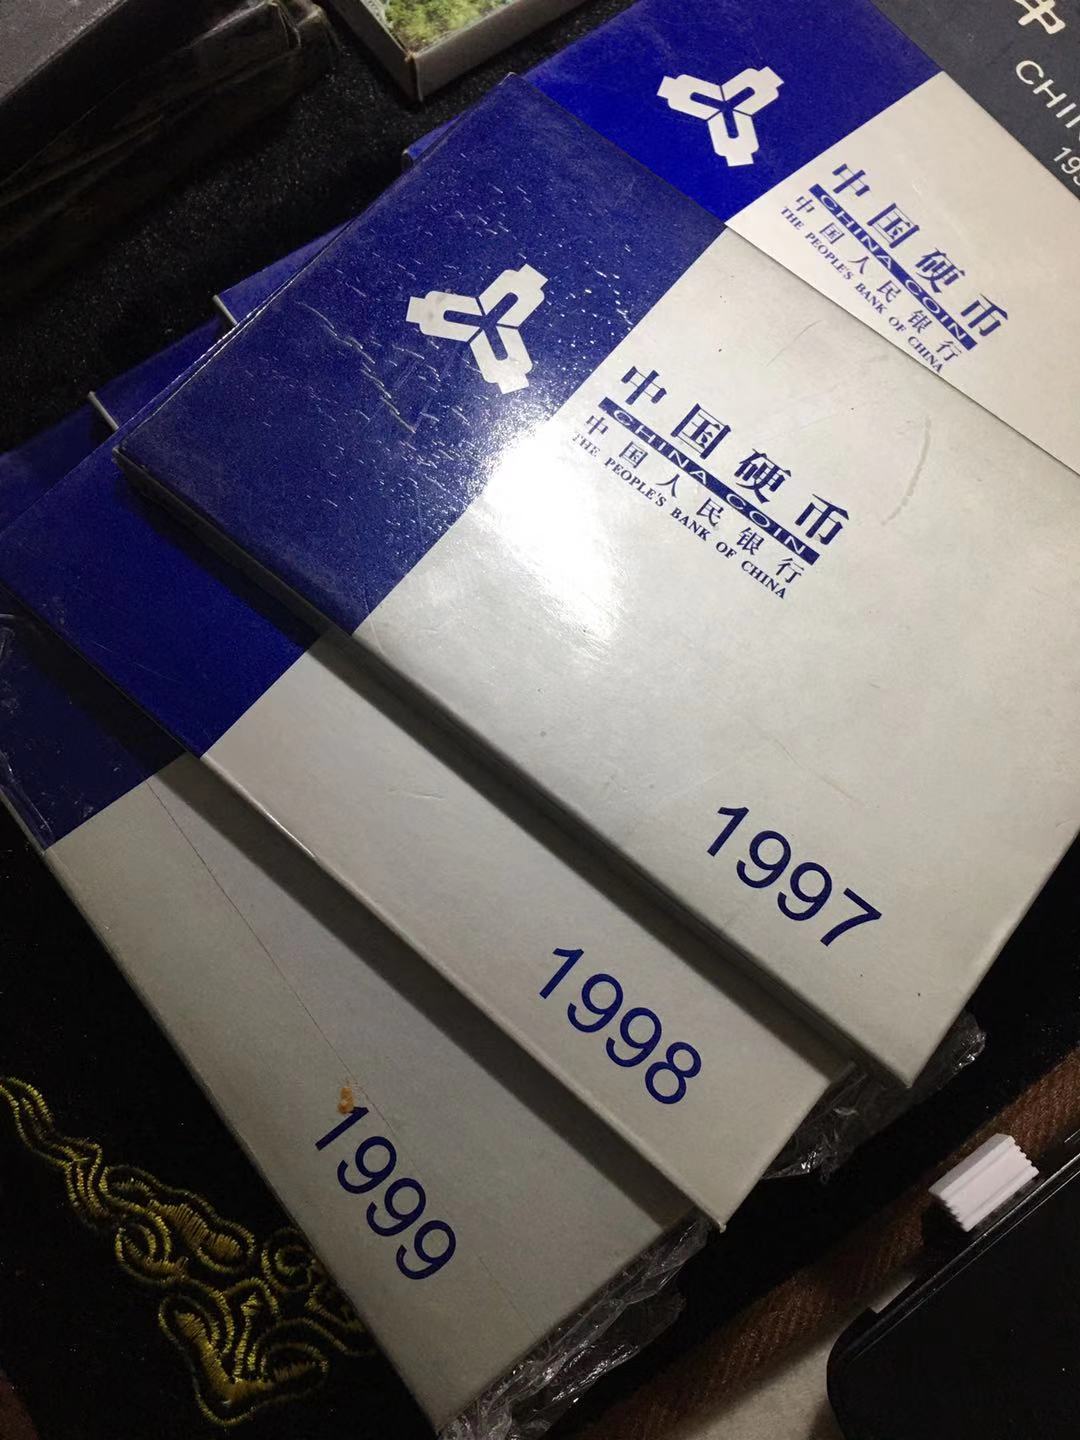 中
中国硬币
CHINA COIN
中国人民银行
THE PEOPLE'S BANK OF CHINA
中国硬币
CHINA COIN
中国人民银行
THE PEOPLE'S BANK OF CHINA
1997
1998
1999